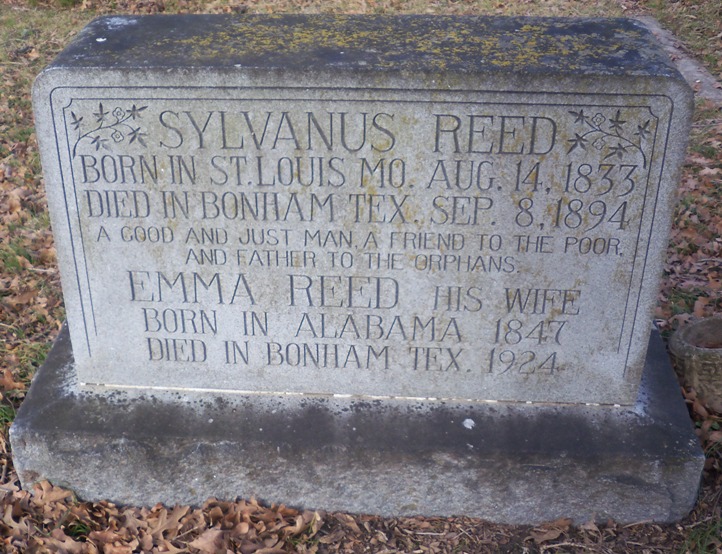 SYLVANUS REED
BORN IN ST. LOUIS MO. AUG. 14, 1833
DIED IN BONHAM TEX. SEP. 8, 1894
A GOOD AND JUST MAN, A FRIEND TO THE POOR,
AND FATHER TO THE ORPHANS.
EMMA REED HIS WIFE
BORN IN ALABAMA 1847
DIED IN BONHAM TEX. 1924